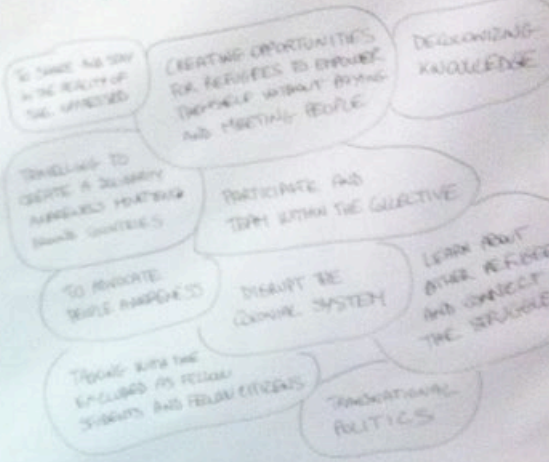 TO SHARE AND STAY
IN THE REALITY OF
THE OPPRESSED
CREATING OPPORTUNITIES
FOR REFUGEES TO EMPOWER
THEMSELF WITHOUT PAYING
AND MEETING PEOPLE
DECOLONIZING
KNOWLEDGE
TRAVELLING TO
CREATE A SOLIDARITY
AWARENESS
COUNTRIES
PARTICIPATE AND
TEAM WITHIN THE COLLECTIVE
TO ADVOCATE
PEOPLE AWARENESS
DISRUPT THE
COLONIAL SYSTEM
LEARN ABOUT
OTHER REFUGEE
AND CONNECT
THE STRUGGLE
TALKING WITH THE
EXCLUDED AS FELLOW
STUDENTS AND FELLOW CITIZENS
TRANSNATIONAL
POLITICS